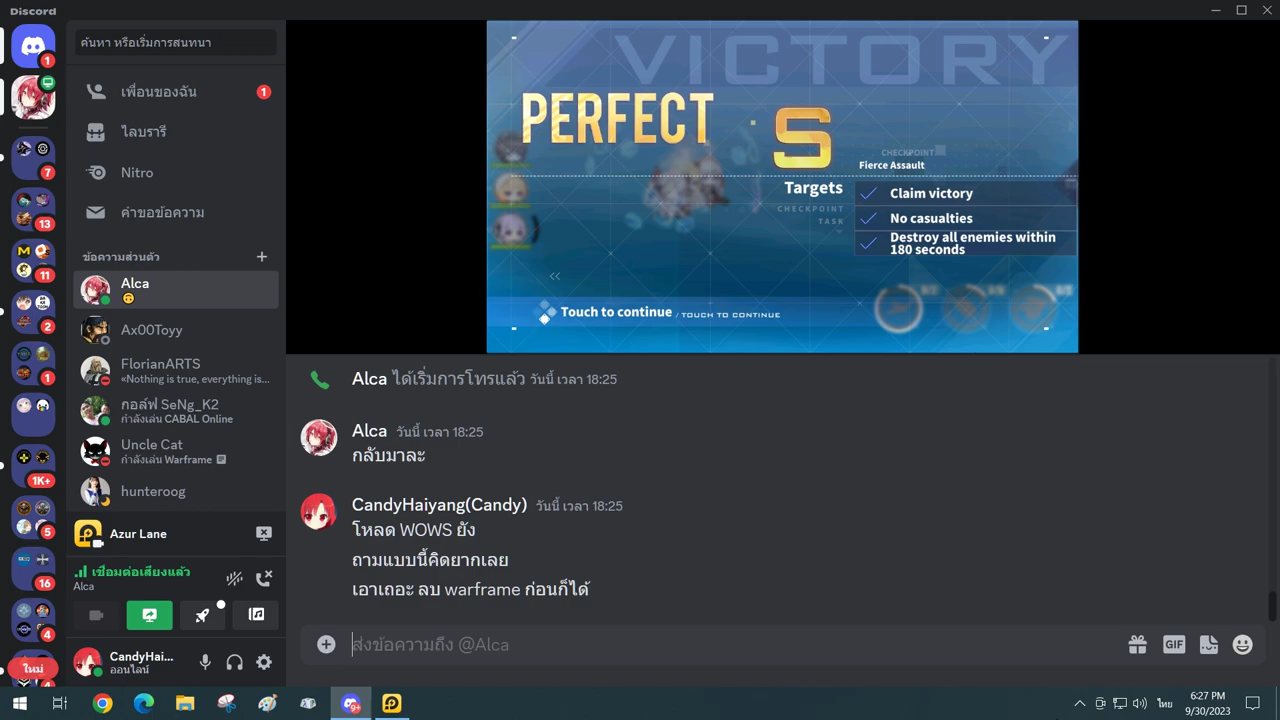 Discord
ค้นหา หรือเริ่มการสนทนา
เพื่อนของฉัน
1
ไลบรารี
Nitro
คำขอข้อความ
ข้อความส่วนตัว
Alca
Ax00Toyy
FlorianARTS
«Nothing is true, everything is...
กอล์ฟ SeNg_K2
กำลังเล่น CABAL Online
Uncle Cat
กำลังเล่น Warframe
hunteroog
Azur Lane
เชื่อมต่อเสียงแล้ว
Alca
CandyHai...
ออนไลน์
1
7
13
11
2
1
1K+
5
16
4
ใหม่
VICTORY
PERFECT
S
CHECKPOINT
Fierce Assault
Targets
CHECKPOINT
TASK
Claim victory
No casualties
Destroy all enemies within
180 seconds
Touch to continue / TOUCH TO CONTINUE
Alca ได้เริ่มการโทรแล้ว วันนี้ เวลา 18:25
Alca วันนี้ เวลา 18:25
กลับมาละ
CandyHaiyang(Candy) วันนี้ เวลา 18:25
โหลด WOWS ยัง
ถามแบบนี้คิดยากเลย
เอาเถอะ ลบ warframe ก่อนก็ได้
ส่งข้อความถึง @Alca
GIF
9+
ไทย
6:27 PM
9/30/2023